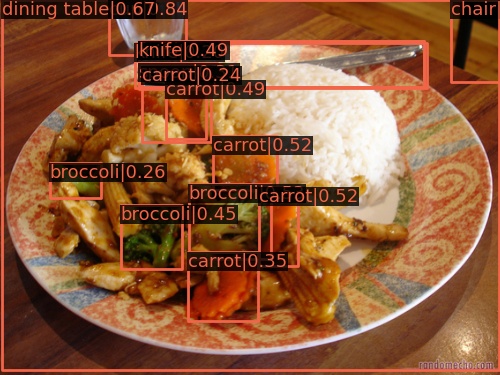 dining table|0.67
.84
chair
knife|0.49
carrot|0.24
carrot|0.49
carrot|0.52
broccoli|0.26
broccoli
carrot|0.52
broccoli|0.45
carrot|0.35